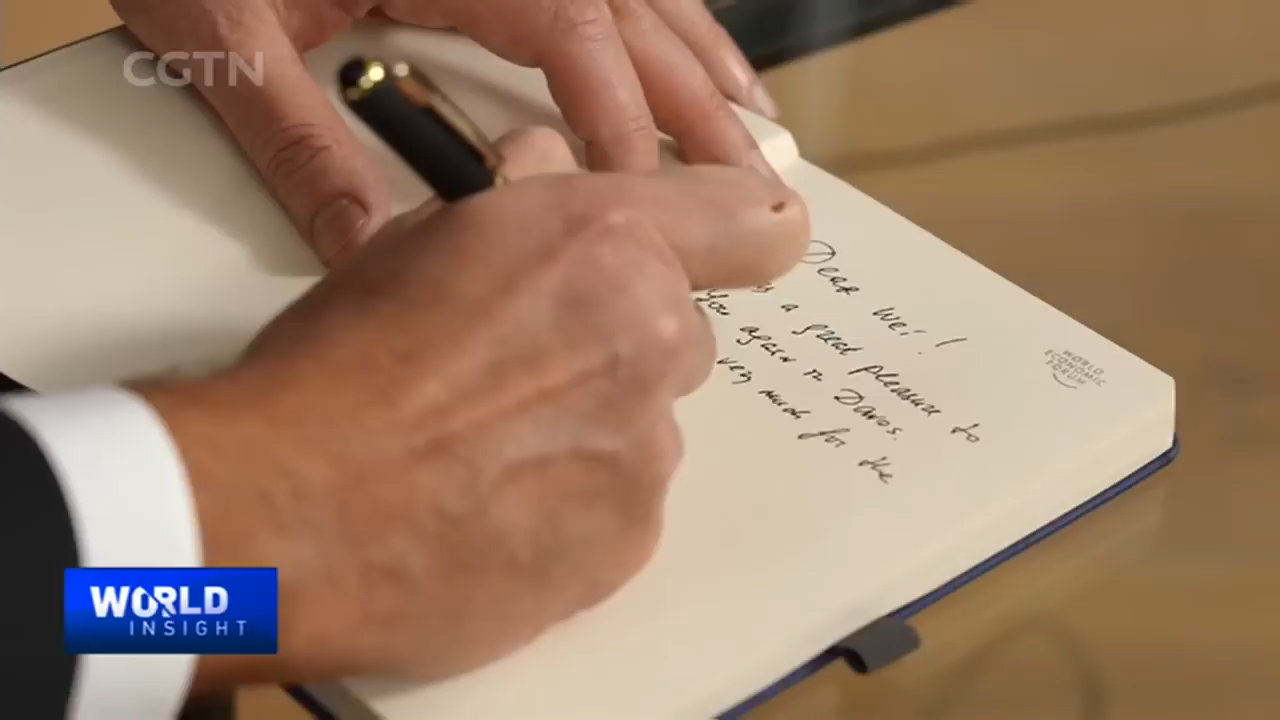 CGTN
Dear Wei!
is a great pleasure to
you again in Davos.
very much for the
WORLD
ECONOMIC
FORUM
WORLD
INSIGHT